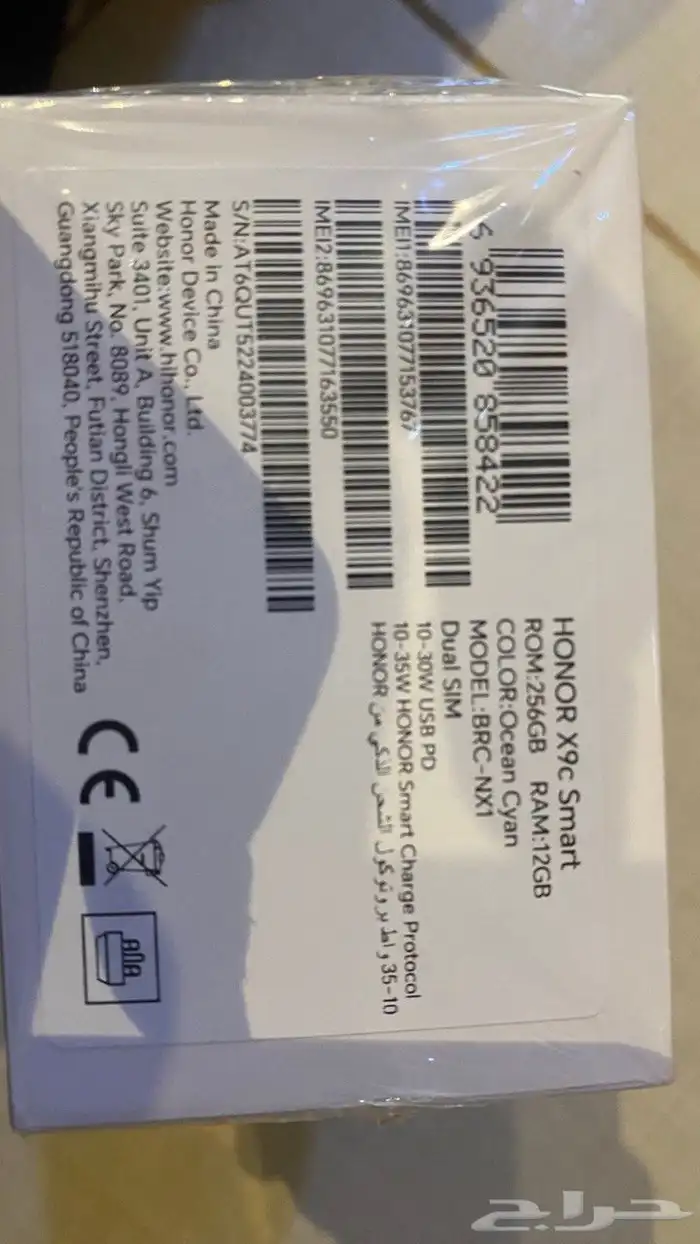 HONOR X9c Smart
ROM:256GB RAM:12GB
COLOR:Ocean Cyan
MODEL:BRC-NX1
Dual SIM
10-30W USB PD
10-35W HONOR Smart Charge Protocol
10-35 واط بروتوكول الشحن الذكي من HONOR
6 936520 858422
IMEI1:869631077153767
IMEI2:869631077163550
S/N:AT6QUT5224003774
Made in China
Honor Device Co., Ltd.
Website:www.hihonor.com
Suite 3401, Unit A, Building 6, Shum Yip
Sky Park, No. 8089, Hongli West Road,
Xiangmihu Street, Futian District, Shenzhen,
Guangdong 518040, People's Republic of China
CE
حراج